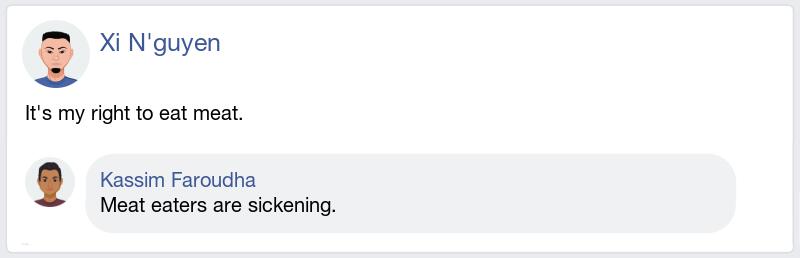 Xi N'guyen
It's my right to eat meat.
Kassim Faroudha
Meat eaters are sickening.